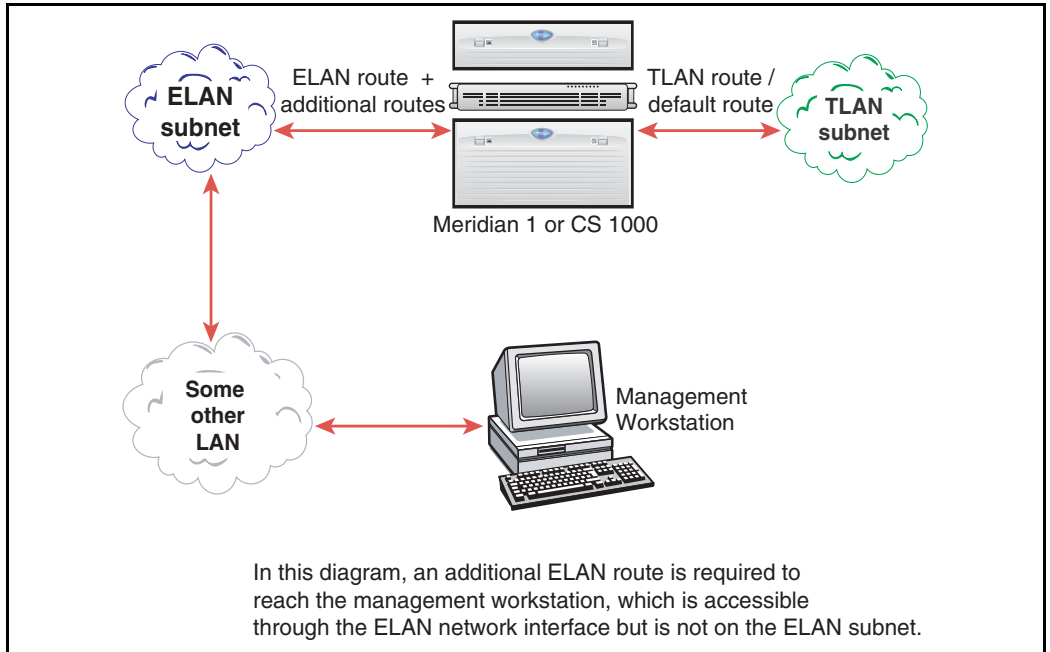 ELAN
subnet
ELAN route +
additional routes
TLAN route /
default route
TLAN
subnet
Meridian 1 or CS 1000
Some
other
LAN
Management
Workstation
In this diagram, an additional ELAN route is required to
reach the management workstation, which is accessible
through the ELAN network interface but is not on the ELAN subnet.